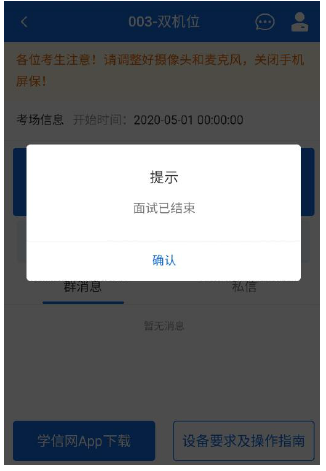 003-双机位
各位考生注意！请调整好摄像头和麦克风，关闭手机
屏保！
考场信息 开始时间：2020-05-01 00:00:00
提示
面试已结束
确认
群消息 私信
暂无消息
学信网App下载 设备要求及操作指南